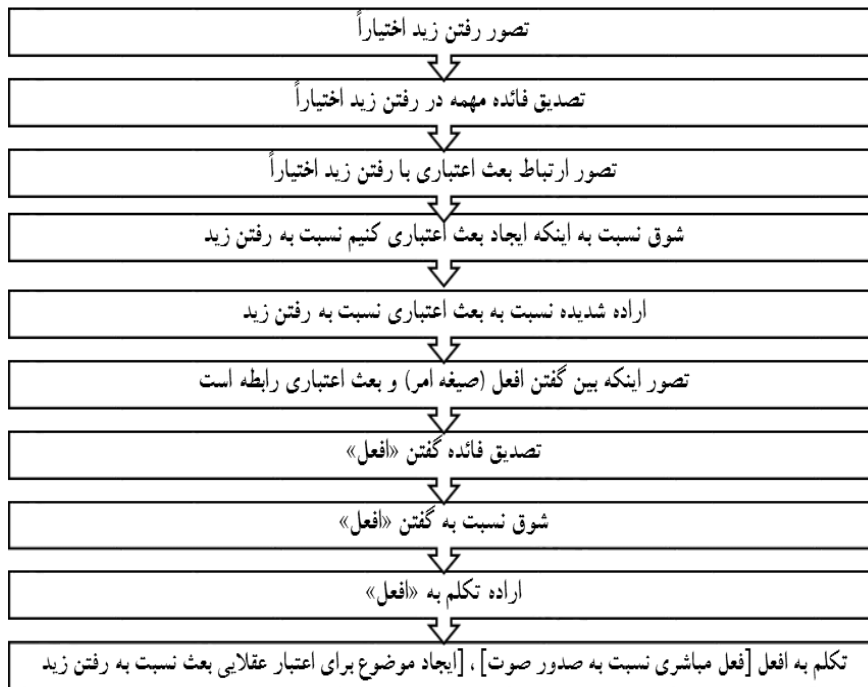 تصور رفتن زید اختیاراً
تصدیق فائده مهمه در رفتن زید اختیاراً
تصور ارتباط بعث اعتباری با رفتن زید اختیاراً
شوق نسبت به اینکه ایجاد بعث اعتباری کنیم نسبت به رفتن زید
اراده شدیده نسبت به بعث اعتباری نسبت به رفتن زید
تصور اینکه بین گفتن افعل (صیغه امر) و بعث اعتباری رابطه است
تصدیق فائده گفتن «افعل»
شوق نسبت به گفتن «افعل»
اراده تکلم به «افعل»
تکلم به افعل [فعل مباشری نسبت به صدور صوت] ، [ایجاد موضوع برای اعتبار عقلایی بعث نسبت به رفتن زید